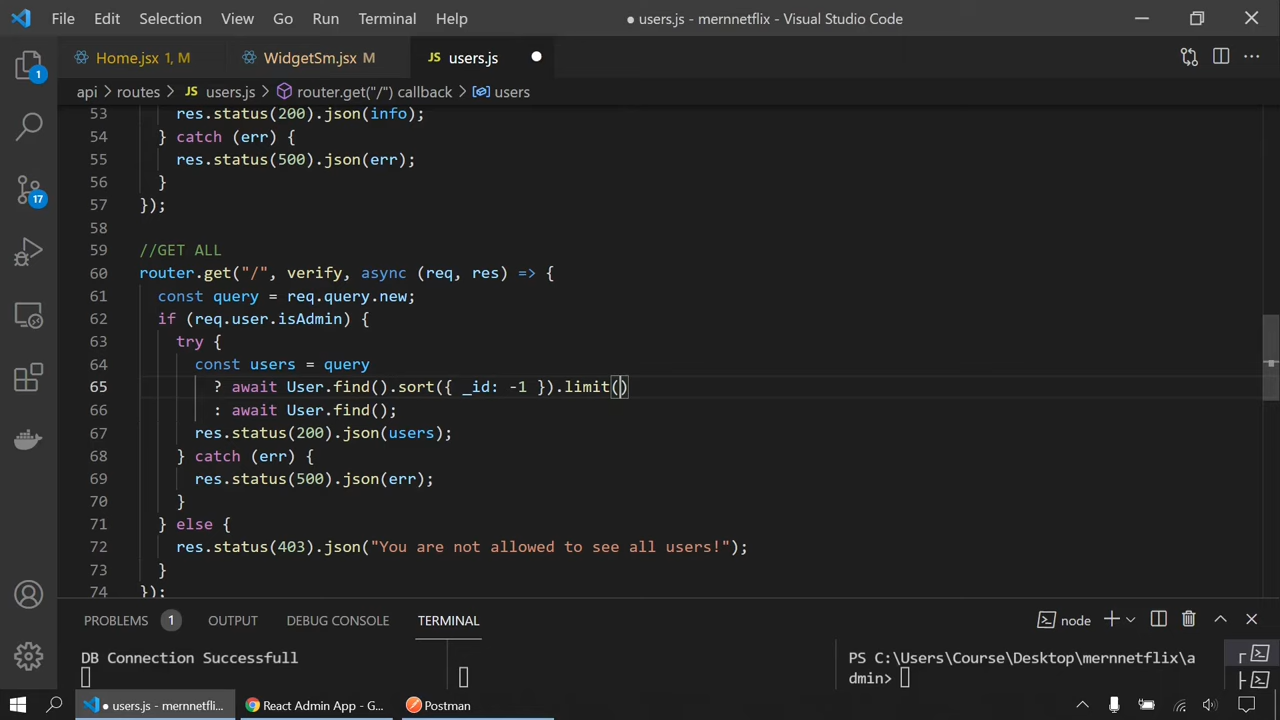 File Edit Selection View Go Run Terminal Help
● users.js - mernnetflix - Visual Studio Code
Home.jsx 1, M
WidgetSm.jsx M
JS users.js
1
api > routes > JS users.js > router.get("/") callback > users
17
53 res.status(200).json(info);
54 } catch (err) {
55 res.status(500).json(err);
56 }
57 });
58
59 //GET ALL
60 router.get("/", verify, async (req, res) => {
61 const query = req.query.new;
62 if (req.user.isAdmin) {
63 try {
64 const users = query
65 ? await User.find().sort({ _id: -1 }).limit()
66 : await User.find();
67 res.status(200).json(users);
68 } catch (err) {
69 res.status(500).json(err);
70 }
71 } else {
72 res.status(403).json("You are not allowed to see all users!");
73 }
74 });
PROBLEMS 1 OUTPUT DEBUG CONSOLE TERMINAL
node
DB Connection Successfull
PS C:\Users\Course\Desktop\mernnetflix\a
dmin>
● users.js - mernnetfli...
React Admin App - G...
Postman